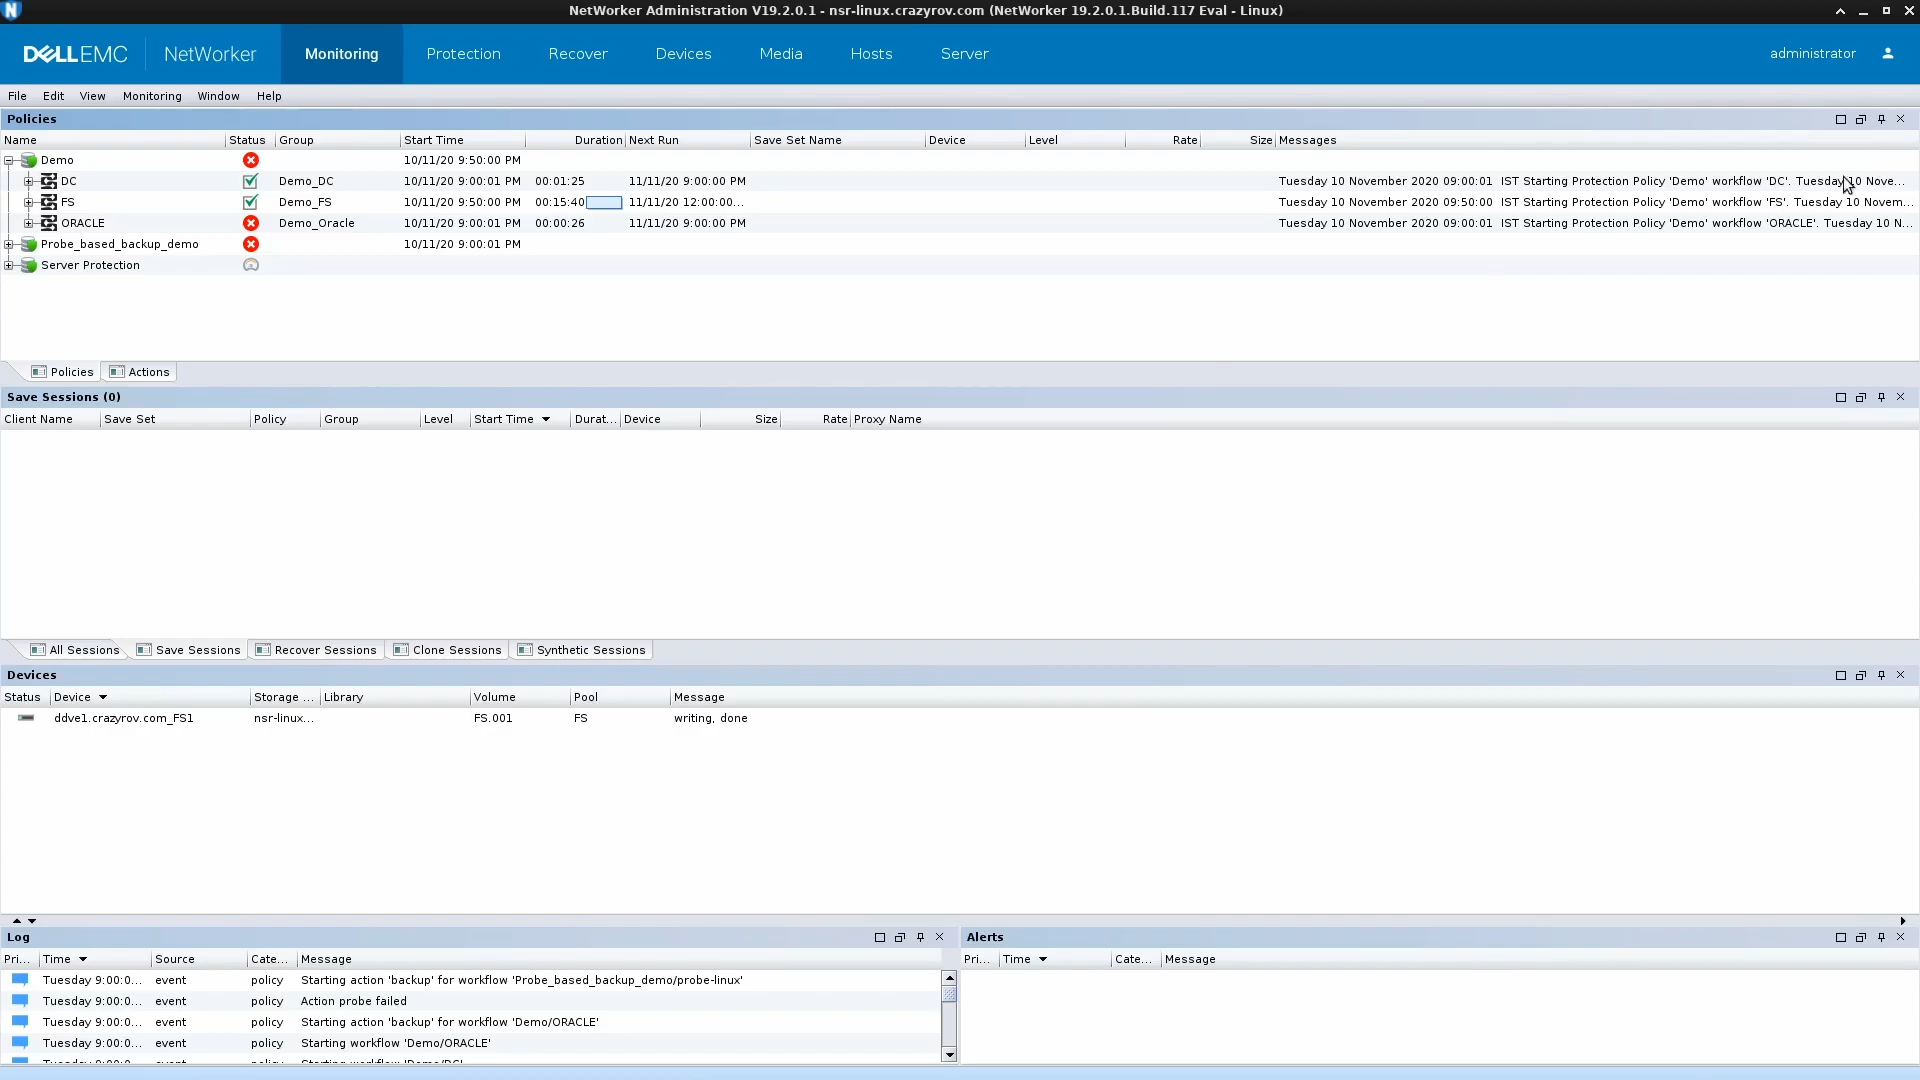 NetWorker Administration V19.2.0.1 - nsr-linux.crazyrov.com (NetWorker 19.2.0.1.Build.117 Eval - Linux)
DELLEMC NetWorker Monitoring Protection Recover Devices Media Hosts Server administrator
File Edit View Monitoring Window Help
Policies
Name Status Group Start Time Duration Next Run Save Set Name Device Level Rate Size Messages
Demo 10/11/20 9:50:00 PM
DC Demo_DC 10/11/20 9:00:01 PM 00:01:25 11/11/20 9:00:00 PM Tuesday 10 November 2020 09:00:01 IST Starting Protection Policy 'Demo' workflow 'DC'. Tuesday 10 Nove...
FS Demo_FS 10/11/20 9:50:00 PM 00:15:40 11/11/20 12:00:00... Tuesday 10 November 2020 09:50:00 IST Starting Protection Policy 'Demo' workflow 'FS'. Tuesday 10 Novem...
ORACLE Demo_Oracle 10/11/20 9:00:01 PM 00:00:26 11/11/20 9:00:00 PM Tuesday 10 November 2020 09:00:01 IST Starting Protection Policy 'Demo' workflow 'ORACLE'. Tuesday 10 N...
Probe_based_backup_demo 10/11/20 9:00:01 PM
Server Protection
Policies Actions
Save Sessions (0)
Client Name Save Set Policy Group Level Start Time Durat... Device Size Rate Proxy Name
All Sessions Save Sessions Recover Sessions Clone Sessions Synthetic Sessions
Devices
Status Device Storage ... Library Volume Pool Message
ddve1.crazyrov.com_FS1 nsr-linux... FS.001 FS writing, done
Log
Pri... Time Source Cate... Message
Tuesday 9:00:0... event policy Starting action 'backup' for workflow 'Probe_based_backup_demo/probe-linux'
Tuesday 9:00:0... event policy Action probe failed
Tuesday 9:00:0... event policy Starting action 'backup' for workflow 'Demo/ORACLE'
Tuesday 9:00:0... event policy Starting workflow 'Demo/ORACLE'
Alerts
Pri... Time Cate... Message